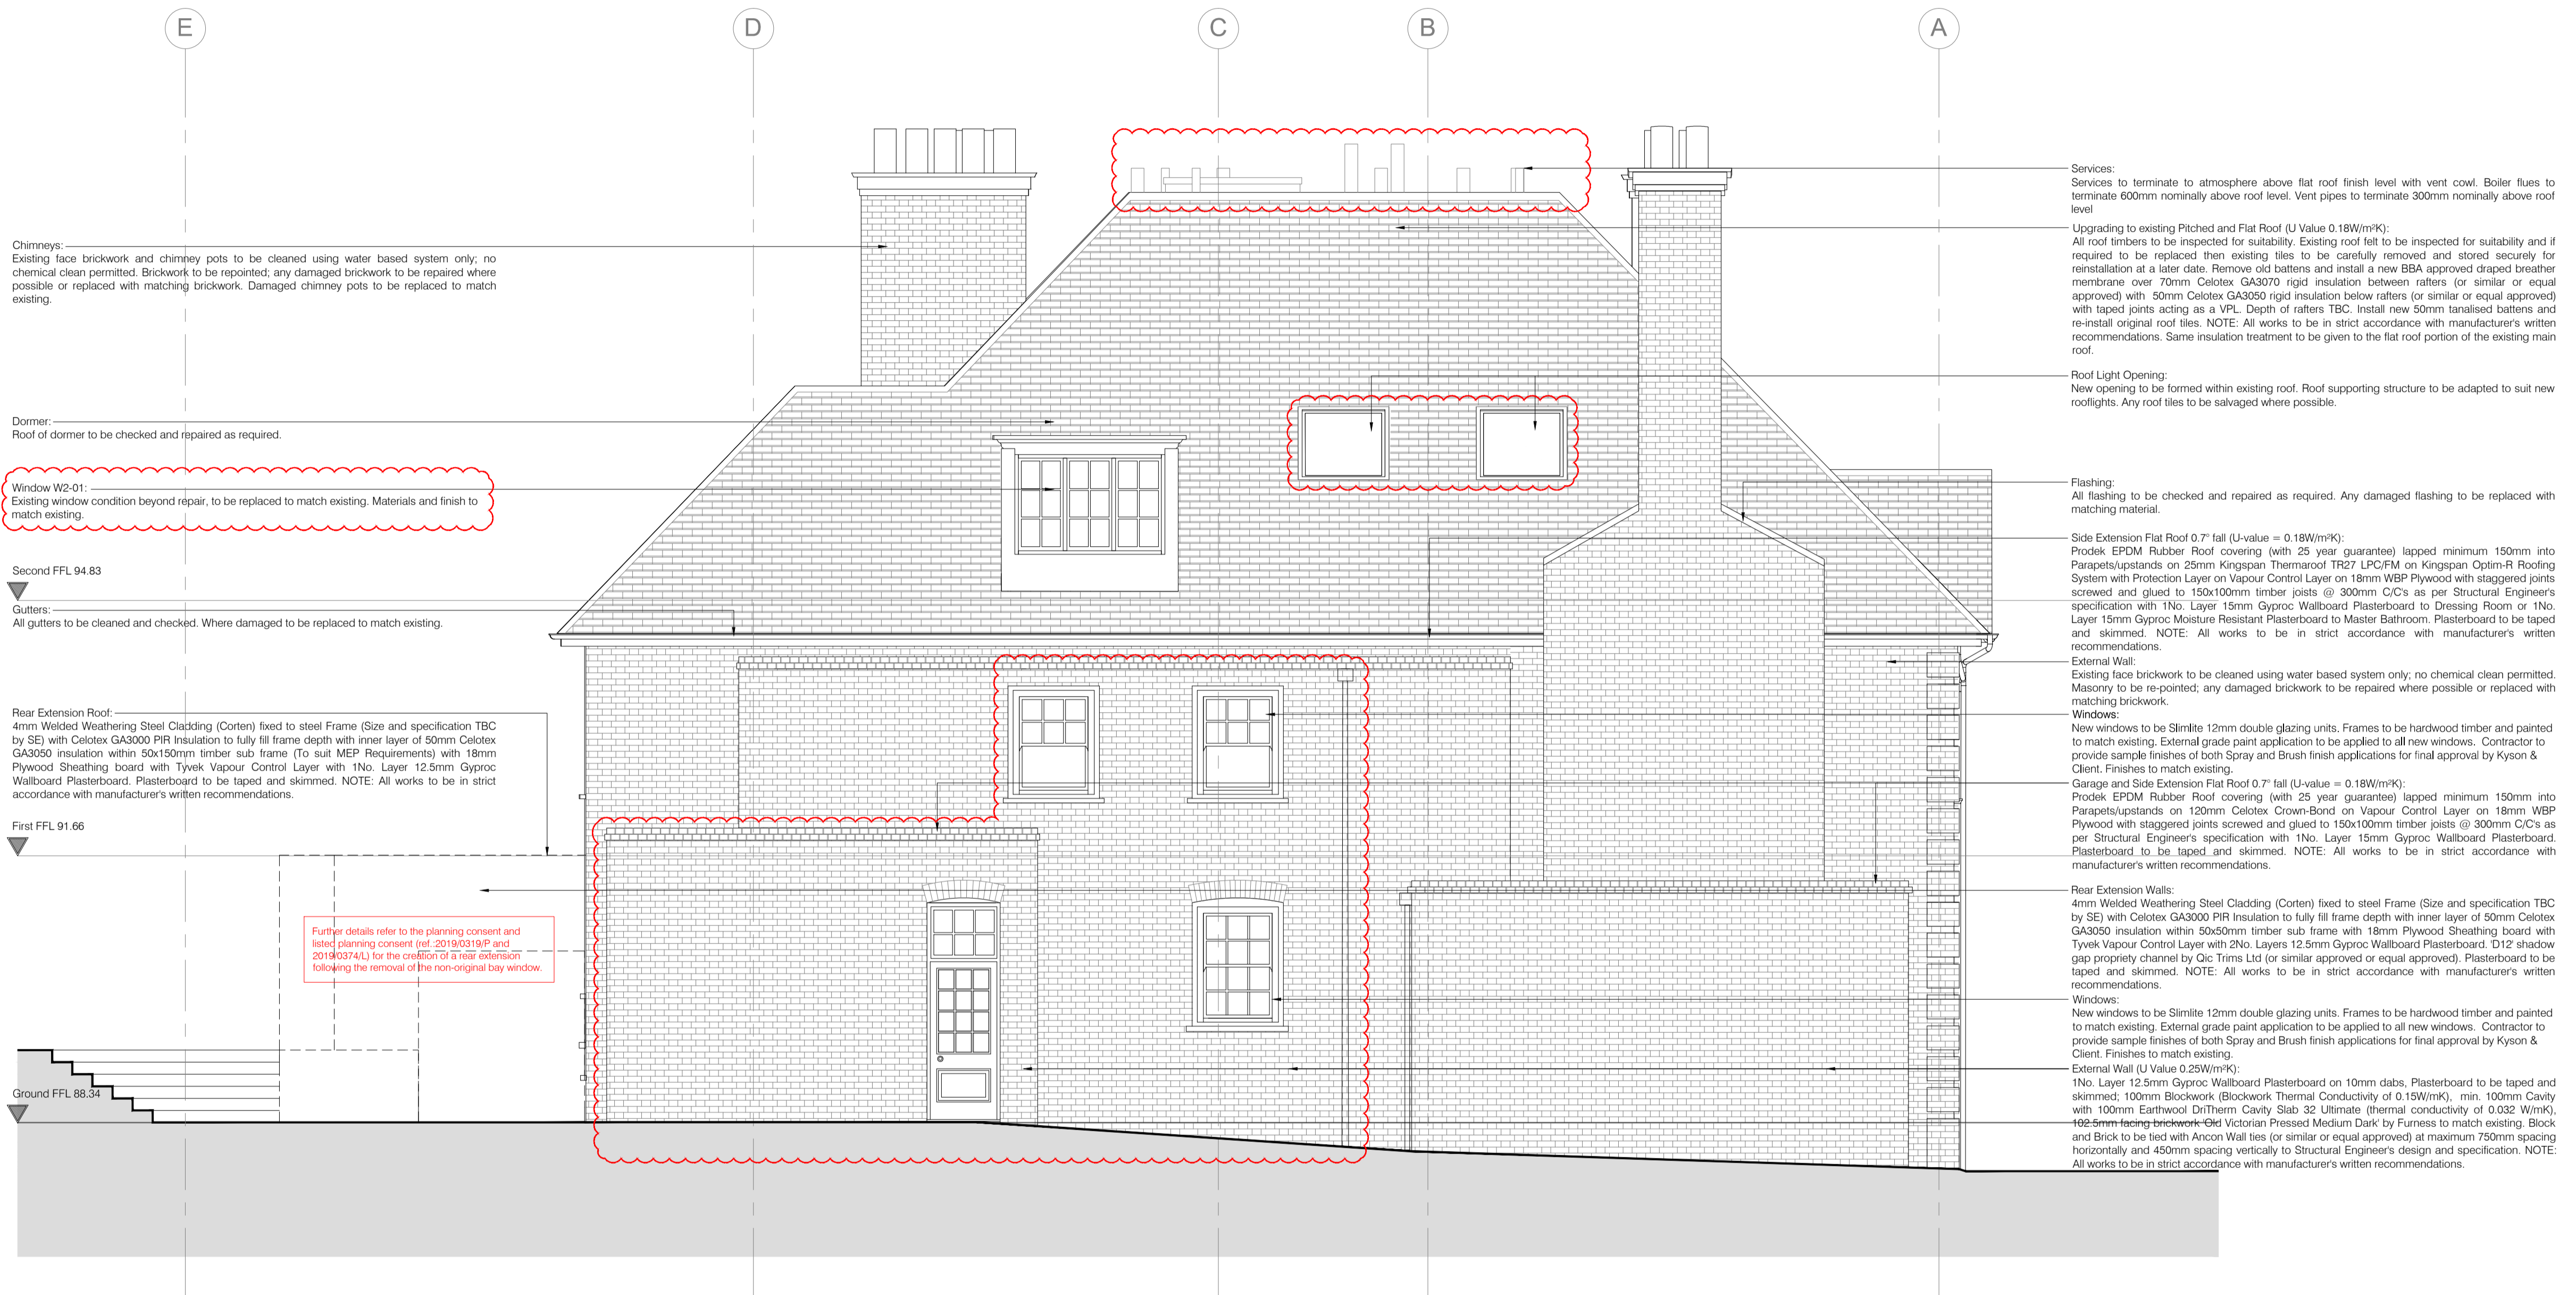 E
D
C
B
A
Chimneys:
Existing face brickwork and chimney pots to be cleaned using water based system only; no
chemical clean permitted. Brickwork to be repointed; any damaged brickwork to be repaired where
possible or replaced with matching brickwork. Damaged chimney pots to be replaced to match
existing.
Dormer:
Roof of dormer to be checked and repaired as required.
Window W2-01:
Existing window condition beyond repair, to be replaced to match existing. Materials and finish to
match existing.
Second FFL 94.83
Gutters:
All gutters to be cleaned and checked. Where damaged to be replaced to match existing.
Rear Extension Roof:
4mm Welded Weathering Steel Cladding (Corten) fixed to steel Frame (Size and specification TBC
by SE) with Celotex GA3000 PIR Insulation to fully fill frame depth with inner layer of 50mm Celotex
GA3050 insulation within 50x150mm timber sub frame (To suit MEP Requirements) with 18mm
Plywood Sheathing board with Tyvek Vapour Control Layer with 1No. Layer 12.5mm Gyproc
Wallboard Plasterboard. Plasterboard to be taped and skimmed. NOTE: All works to be in strict
accordance with manufacturer's written recommendations.
First FFL 91.66
Further details refer to the planning consent and
listed planning consent (ref.:2019/0319/P and
2019/0374/L) for the creation of a rear extension
following the removal of the non-original bay window.
Ground FFL 88.34
Services:
Services to terminate to atmosphere above flat roof finish level with vent cowl. Boiler flues to
terminate 600mm nominally above roof level. Vent pipes to terminate 300mm nominally above roof
level
Upgrading to existing Pitched and Flat Roof (U Value 0.18W/m²K):
All roof timbers to be inspected for suitability. Existing roof felt to be inspected for suitability and if
required to be replaced then existing tiles to be carefully removed and stored securely for
reinstallation at a later date. Remove old battens and install a new BBA approved draped breather
membrane over 70mm Celotex GA3070 rigid insulation between rafters (or similar or equal
approved) with 50mm Celotex GA3050 rigid insulation below rafters (or similar or equal approved)
with taped joints acting as a VPL. Depth of rafters TBC. Install new 50mm tanalised battens and
re-install original roof tiles. NOTE: All works to be in strict accordance with manufacturer's written
recommendations. Same insulation treatment to be given to the flat roof portion of the existing main
roof.
Roof Light Opening:
New opening to be formed within existing roof. Roof supporting structure to be adapted to suit new
rooflights. Any roof tiles to be salvaged where possible.
Flashing:
All flashing to be checked and repaired as required. Any damaged flashing to be replaced with
matching material.
Side Extension Flat Roof 0.7° fall (U-value = 0.18W/m²K):
Prodek EPDM Rubber Roof covering (with 25 year guarantee) lapped minimum 150mm into
Parapets/upstands on 25mm Kingspan Thermaroof TR27 LPC/FM on Kingspan Optim-R Roofing
System with Protection Layer on Vapour Control Layer on 18mm WBP Plywood with staggered joints
screwed and glued to 150x100mm timber joists @ 300mm C/C's as per Structural Engineer's
specification with 1No. Layer 15mm Gyproc Wallboard Plasterboard to Dressing Room or 1No.
Layer 15mm Gyproc Moisture Resistant Plasterboard to Master Bathroom. Plasterboard to be taped
and skimmed. NOTE: All works to be in strict accordance with manufacturer's written
recommendations.
External Wall:
Existing face brickwork to be cleaned using water based system only; no chemical clean permitted.
Masonry to be re-pointed; any damaged brickwork to be repaired where possible or replaced with
matching brickwork.
Windows:
New windows to be Slimlite 12mm double glazing units. Frames to be hardwood timber and painted
to match existing. External grade paint application to be applied to all new windows. Contractor to
provide sample finishes of both Spray and Brush finish applications for final approval by Kyson &
Client. Finishes to match existing.
Garage and Side Extension Flat Roof 0.7° fall (U-value = 0.18W/m²K):
Prodek EPDM Rubber Roof covering (with 25 year guarantee) lapped minimum 150mm into
Parapets/upstands on 120mm Celotex Crown-Bond on Vapour Control Layer on 18mm WBP
Plywood with staggered joints screwed and glued to 150x100mm timber joists @ 300mm C/C's as
per Structural Engineer's specification with 1No. Layer 15mm Gyproc Wallboard Plasterboard.
Plasterboard to be taped and skimmed. NOTE: All works to be in strict accordance with
manufacturer's written recommendations.
Rear Extension Walls:
4mm Welded Weathering Steel Cladding (Corten) fixed to steel Frame (Size and specification TBC
by SE) with Celotex GA3000 PIR Insulation to fully fill frame depth with inner layer of 50mm Celotex
GA3050 insulation within 50x50mm timber sub frame with 18mm Plywood Sheathing board with
Tyvek Vapour Control Layer with 2No. Layers 12.5mm Gyproc Wallboard Plasterboard. 'D12' shadow
gap propriety channel by Qic Trims Ltd (or similar approved or equal approved). Plasterboard to be
taped and skimmed. NOTE: All works to be in strict accordance with manufacturer's written
recommendations.
Windows:
New windows to be Slimlite 12mm double glazing units. Frames to be hardwood timber and painted
to match existing. External grade paint application to be applied to all new windows. Contractor to
provide sample finishes of both Spray and Brush finish applications for final approval by Kyson &
Client. Finishes to match existing.
External Wall (U Value 0.25W/m²K):
1No. Layer 12.5mm Gyproc Wallboard Plasterboard on 10mm dabs, Plasterboard to be taped and
skimmed; 100mm Blockwork (Blockwork Thermal Conductivity of 0.15W/mK), min. 100mm Cavity
with 100mm Earthwool DriTherm Cavity Slab 32 Ultimate (thermal conductivity of 0.032 W/mK),
102.5mm facing brickwork 'Old Victorian Pressed Medium Dark' by Furness to match existing. Block
and Brick to be tied with Ancon Wall ties (or similar or equal approved) at maximum 750mm spacing
horizontally and 450mm spacing vertically to Structural Engineer's design and specification. NOTE:
All works to be in strict accordance with manufacturer's written recommendations.